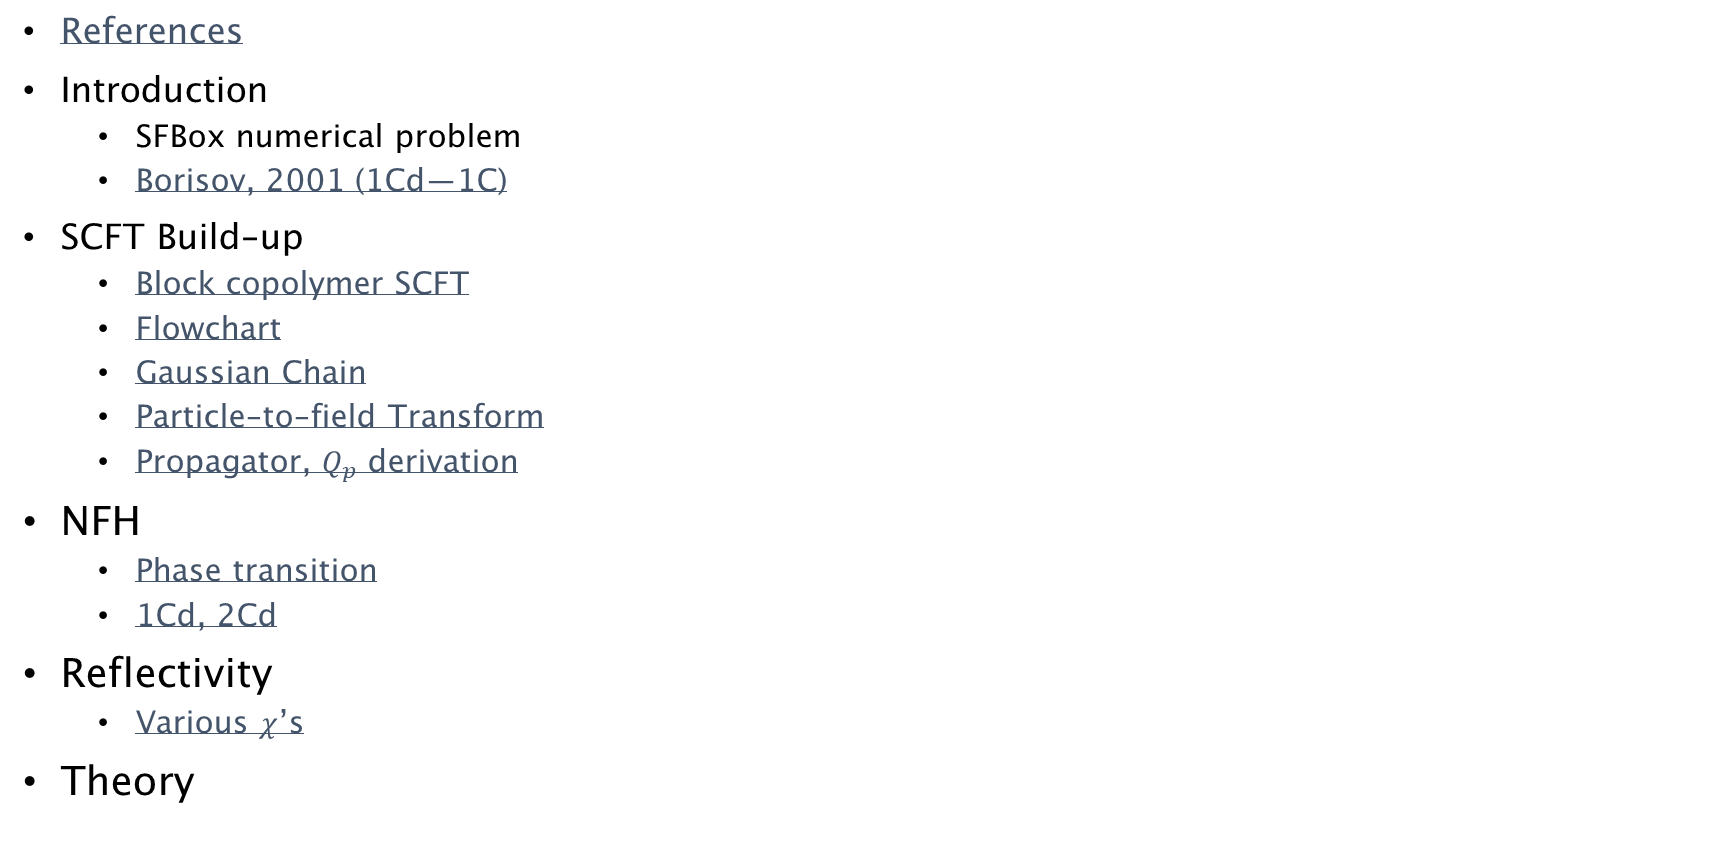 • References
• Introduction
• SFBox numerical problem
• Borisov, 2001 (1Cd—1C)
• SCFT Build–up
• Block copolymer SCFT
• Flowchart
• Gaussian Chain
• Particle–to–field Transform
• Propagator, 𝑄𝑝 derivation
• NFH
• Phase transition
• 1Cd, 2Cd
• Reflectivity
• Various 𝜒’s
• Theory